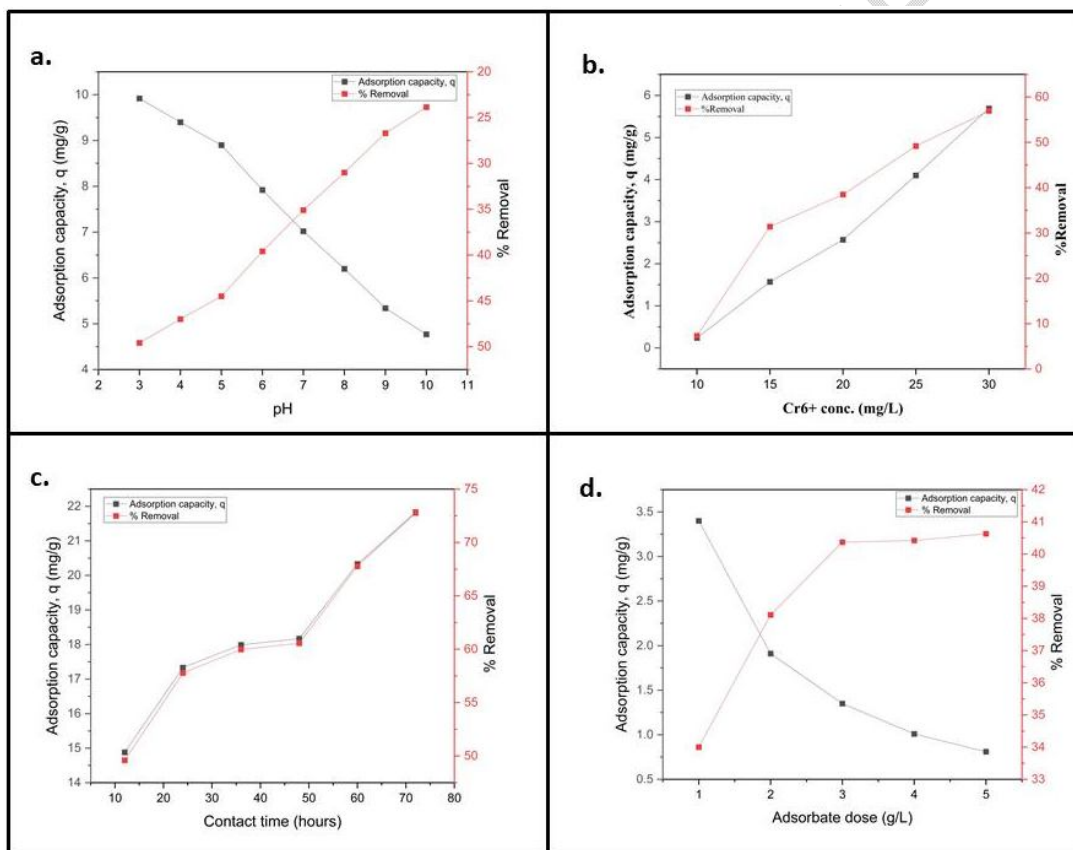 a.
Adsorption capacity, q
% Removal
10
9
8
7
6
5
4
20
25
30
35
40
45
50
2 3 4 5 6 7 8 9 10 11
Adsorption capacity, q (mg/g)
% Removal
pH
b.
Adsorption capacity, q
%Removal
6
5
4
3
2
1
0
60
50
40
30
20
10
0
10 15 20 25 30
Adsorption capacity, q (mg/g)
%Removal
Cr6+ conc. (mg/L)
c.
Adsorption capacity, q
% Removal
22
21
20
19
18
17
16
15
14
75
70
65
60
55
50
10 20 30 40 50 60 70 80
Adsorption capacity, q (mg/g)
% Removal
Contact time (hours)
d.
Adsorption capacity, q
% Removal
3.5
3.0
2.5
2.0
1.5
1.0
0.5
42
41
40
39
38
37
36
35
34
33
1 2 3 4 5
Adsorption capacity, q (mg/g)
% Removal
Adsorbate dose (g/L)